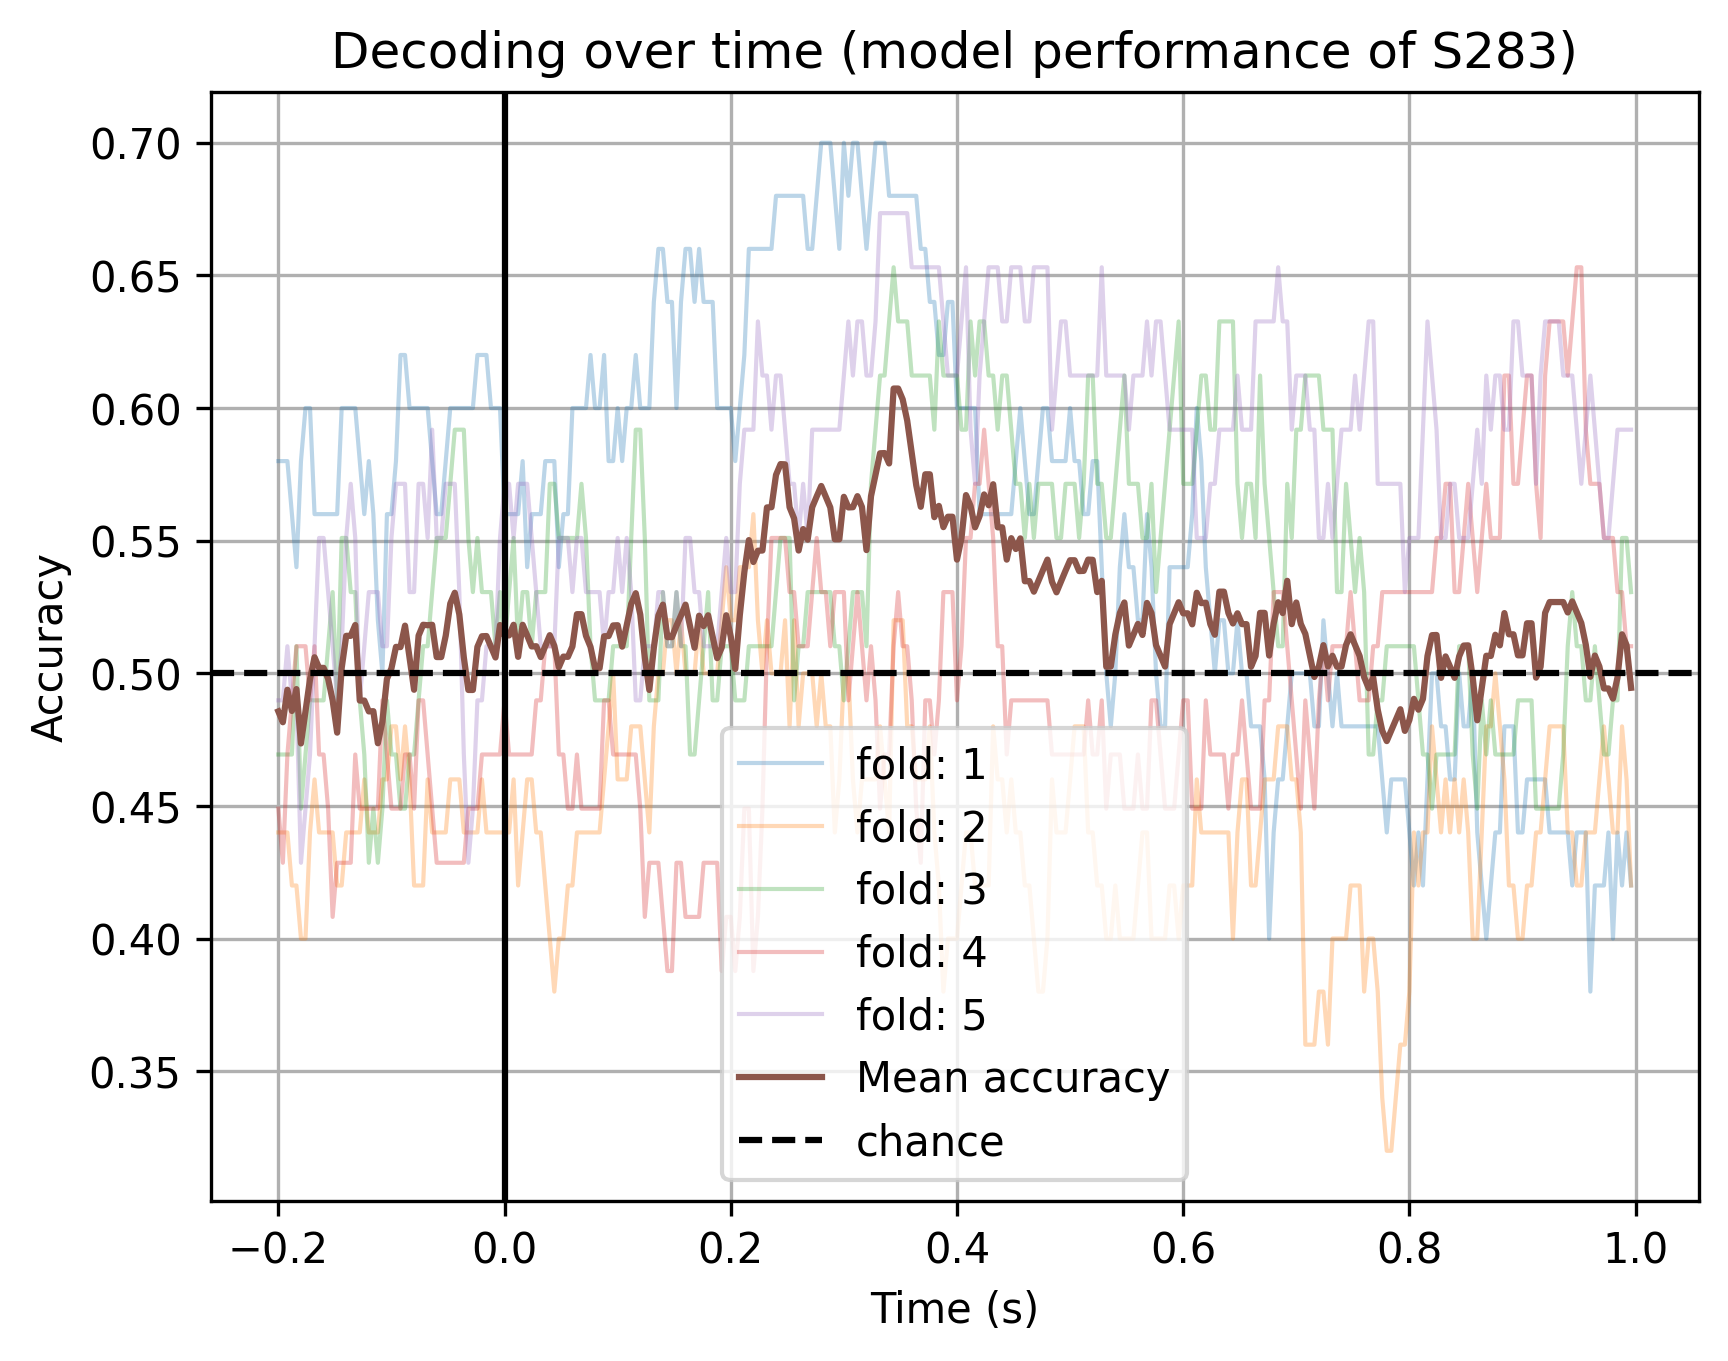 Decoding over time (model performance of S283)
Accuracy
0.70
0.65
0.60
0.55
0.50
0.45
0.40
0.35
fold: 1
fold: 2
fold: 3
fold: 4
fold: 5
Mean accuracy
chance
−0.2 0.0 0.2 0.4 0.6 0.8 1.0
Time (s)